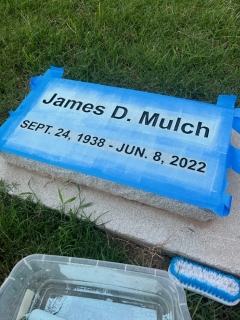 James D. Mulch
SEPT. 24, 1938 - JUN. 8, 2022